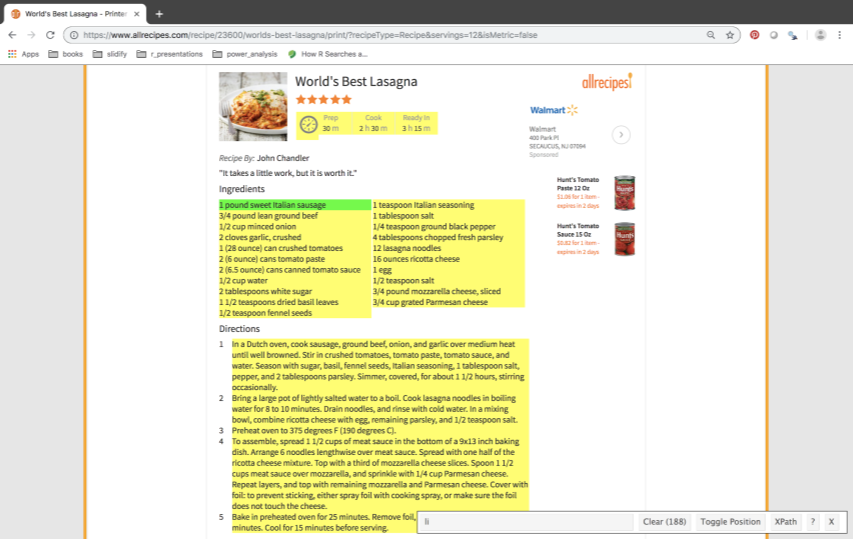 World's Best Lasagna - Printer
https://www.allrecipes.com/recipe/23600/worlds-best-lasagna/print/?recipeType=Recipe&servings=12&isMetric=false
Apps books slidify r_presentations power_analysis How R Searches a...
World's Best Lasagna
allrecipes!
Prep Cook Ready In
30 m 2 h 30 m 3 h 15 m
Walmart
Walmart
400 Park Pl
SECAUCUS, NJ 07094
Sponsored
Recipe By: John Chandler
"It takes a little work, but it is worth it."
Hunt's Tomato
Paste 12 Oz
$1.08 for 1 item -
expires in 2 days
Hunt's Tomato
Sauce 15 Oz
$0.82 for 1 item -
expires in 2 days
Ingredients
1 pound sweet Italian sausage
3/4 pound lean ground beef
1/2 cup minced onion
2 cloves garlic, crushed
1 (28 ounce) can crushed tomatoes
2 (6 ounce) cans tomato paste
2 (6.5 ounce) cans canned tomato sauce
1/2 cup water
2 tablespoons white sugar
1 1/2 teaspoons dried basil leaves
1/2 teaspoon fennel seeds
1 teaspoon Italian seasoning
1 tablespoon salt
1/4 teaspoon ground black pepper
4 tablespoons chopped fresh parsley
12 lasagna noodles
16 ounces ricotta cheese
1 egg
1/2 teaspoon salt
3/4 pound mozzarella cheese, sliced
3/4 cup grated Parmesan cheese
Directions
1 In a Dutch oven, cook sausage, ground beef, onion, and garlic over medium heat
until well browned. Stir in crushed tomatoes, tomato paste, tomato sauce, and
water. Season with sugar, basil, fennel seeds, Italian seasoning, 1 tablespoon salt,
pepper, and 2 tablespoons parsley. Simmer, covered, for about 1 1/2 hours, stirring
occasionally.
2 Bring a large pot of lightly salted water to a boil. Cook lasagna noodles in boiling
water for 8 to 10 minutes. Drain noodles, and rinse with cold water. In a mixing
bowl, combine ricotta cheese with egg, remaining parsley, and 1/2 teaspoon salt.
3 Preheat oven to 375 degrees F (190 degrees C).
4 To assemble, spread 1 1/2 cups of meat sauce in the bottom of a 9x13 inch baking
dish. Arrange 6 noodles lengthwise over meat sauce. Spread with one half of the
ricotta cheese mixture. Top with a third of mozzarella cheese slices. Spoon 1 1/2
cups meat sauce over mozzarella, and sprinkle with 1/4 cup Parmesan cheese.
Repeat layers, and top with remaining mozzarella and Parmesan cheese. Cover with
foil: to prevent sticking, either spray foil with cooking spray, or make sure the foil
does not touch the cheese.
5 Bake in preheated oven for 25 minutes. Remove foil,
minutes. Cool for 15 minutes before serving.
li Clear (188) Toggle Position XPath ? X